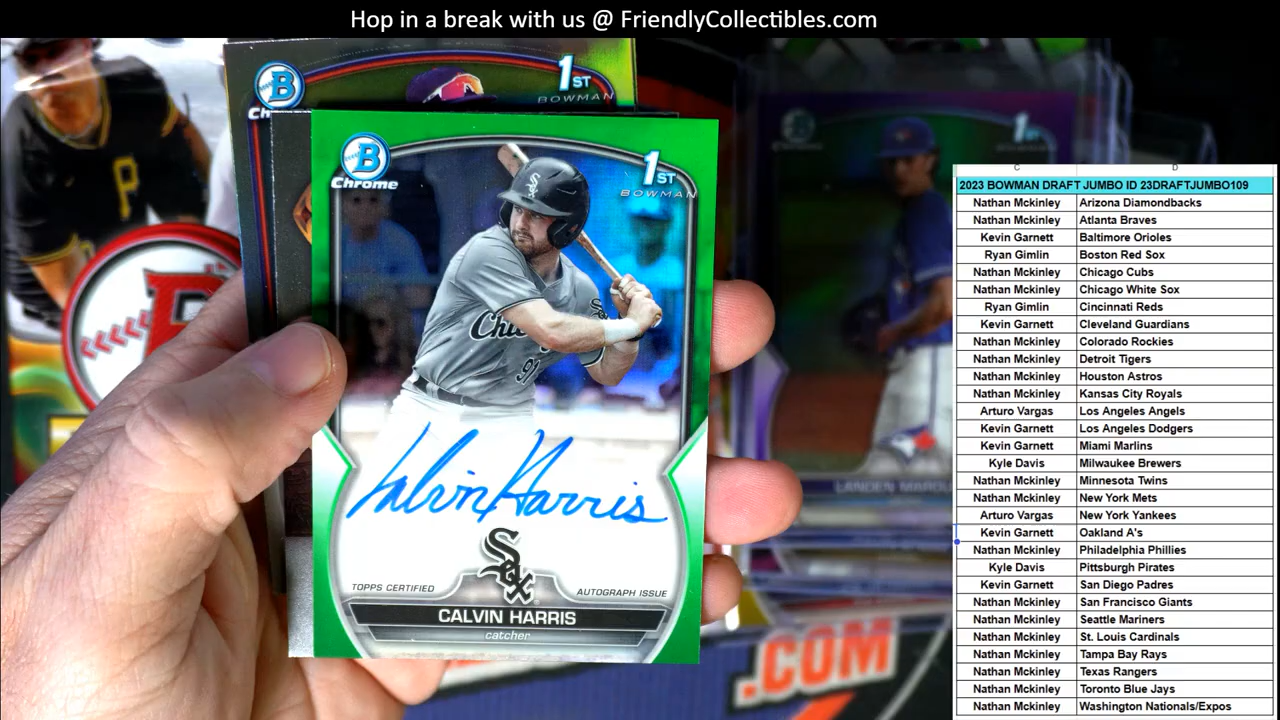 Hop in a break with us @ FriendlyCollectibles.com
B
Ch
1ST
BOWMAN
P
B
Chrome
1ST
BOWMAN
1st
Sox
Chi
Calvin Harris
LANDEN
TOPPS CERTIFIED
AUTOGRAPH ISSUE
Sox
CALVIN HARRIS
catcher
.COM
C D
2023 BOWMAN DRAFT JUMBO ID 23DRAFTJUMBO109
Nathan Mckinley Arizona Diamondbacks
Nathan Mckinley Atlanta Braves
Kevin Garnett Baltimore Orioles
Ryan Gimlin Boston Red Sox
Nathan Mckinley Chicago Cubs
Nathan Mckinley Chicago White Sox
Ryan Gimlin Cincinnati Reds
Kevin Garnett Cleveland Guardians
Nathan Mckinley Colorado Rockies
Nathan Mckinley Detroit Tigers
Nathan Mckinley Houston Astros
Nathan Mckinley Kansas City Royals
Arturo Vargas Los Angeles Angels
Kevin Garnett Los Angeles Dodgers
Kevin Garnett Miami Marlins
Kyle Davis Milwaukee Brewers
Nathan Mckinley Minnesota Twins
Nathan Mckinley New York Mets
Arturo Vargas New York Yankees
Kevin Garnett Oakland A's
Nathan Mckinley Philadelphia Phillies
Kyle Davis Pittsburgh Pirates
Kevin Garnett San Diego Padres
Nathan Mckinley San Francisco Giants
Nathan Mckinley Seattle Mariners
Nathan Mckinley St. Louis Cardinals
Nathan Mckinley Tampa Bay Rays
Nathan Mckinley Texas Rangers
Nathan Mckinley Toronto Blue Jays
Nathan Mckinley Washington Nationals/Expos